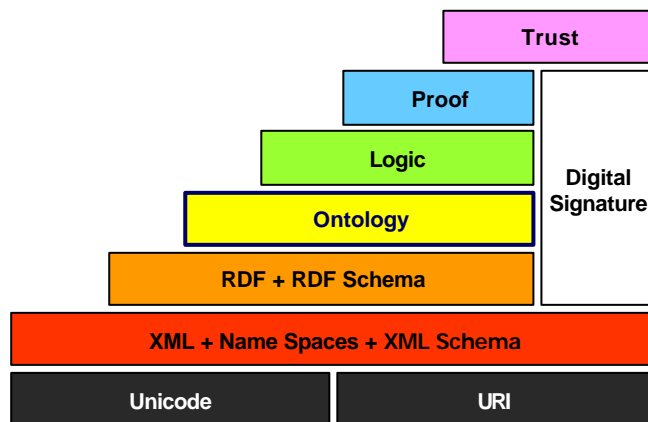 Trust
Proof
Logic
Digital
Signature
Ontology
RDF + RDF Schema
XML + Name Spaces + XML Schema
Unicode
URI